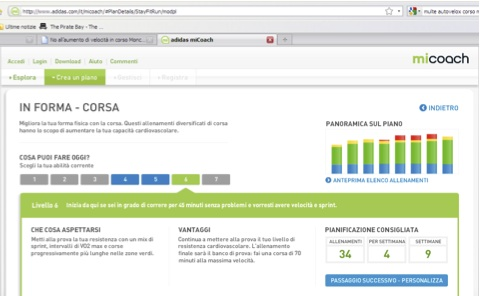 http://www.adidas.com/it/micoach/#PlanDetails/StayFitRun/modpl
multe autovelox corso m
Ultime notizie The Pirate Bay - The ...
No all'aumento di velocità in corso Monc...
adidas miCoach
Accedi | Login | Download | Aiuto | Commenti
micoach
Esplora Crea un piano Gestisci Registra
IN FORMA - CORSA
INDIETRO
Migliora la tua forma fisica con la corsa. Questi allenamenti diversificati di corsa
hanno lo scopo di aumentare la tua capacità cardiovascolare.
PANORAMICA SUL PIANO
COSA PUOI FARE OGGI?
Scegli la tua abilità corrente
1 2 3 4 5 6 7
ANTEPRIMA ELENCO ALLENAMENTI
Livello 6 Inizia da qui se sei in grado di correre per 45 minuti senza problemi e vorresti avere velocità e sprint.
CHE COSA ASPETTARSI
Metti alla prova la tua resistenza con un mix di
sprint, intervalli di VO2 max e corse
progressivamente più lunghe nelle zone verdi.
VANTAGGI
Continua a mettere alla prova il tuo livello di
resistenza cardiovascolare. L'allenamento
finale sarà il banco di prova: fai una corsa di 70
minuti alla massima velocità.
PIANIFICAZIONE CONSIGLIATA
ALLENAMENTI PER SETTIMANA SETTIMANE
34 4 9
PASSAGGIO SUCCESSIVO - PERSONALIZZA